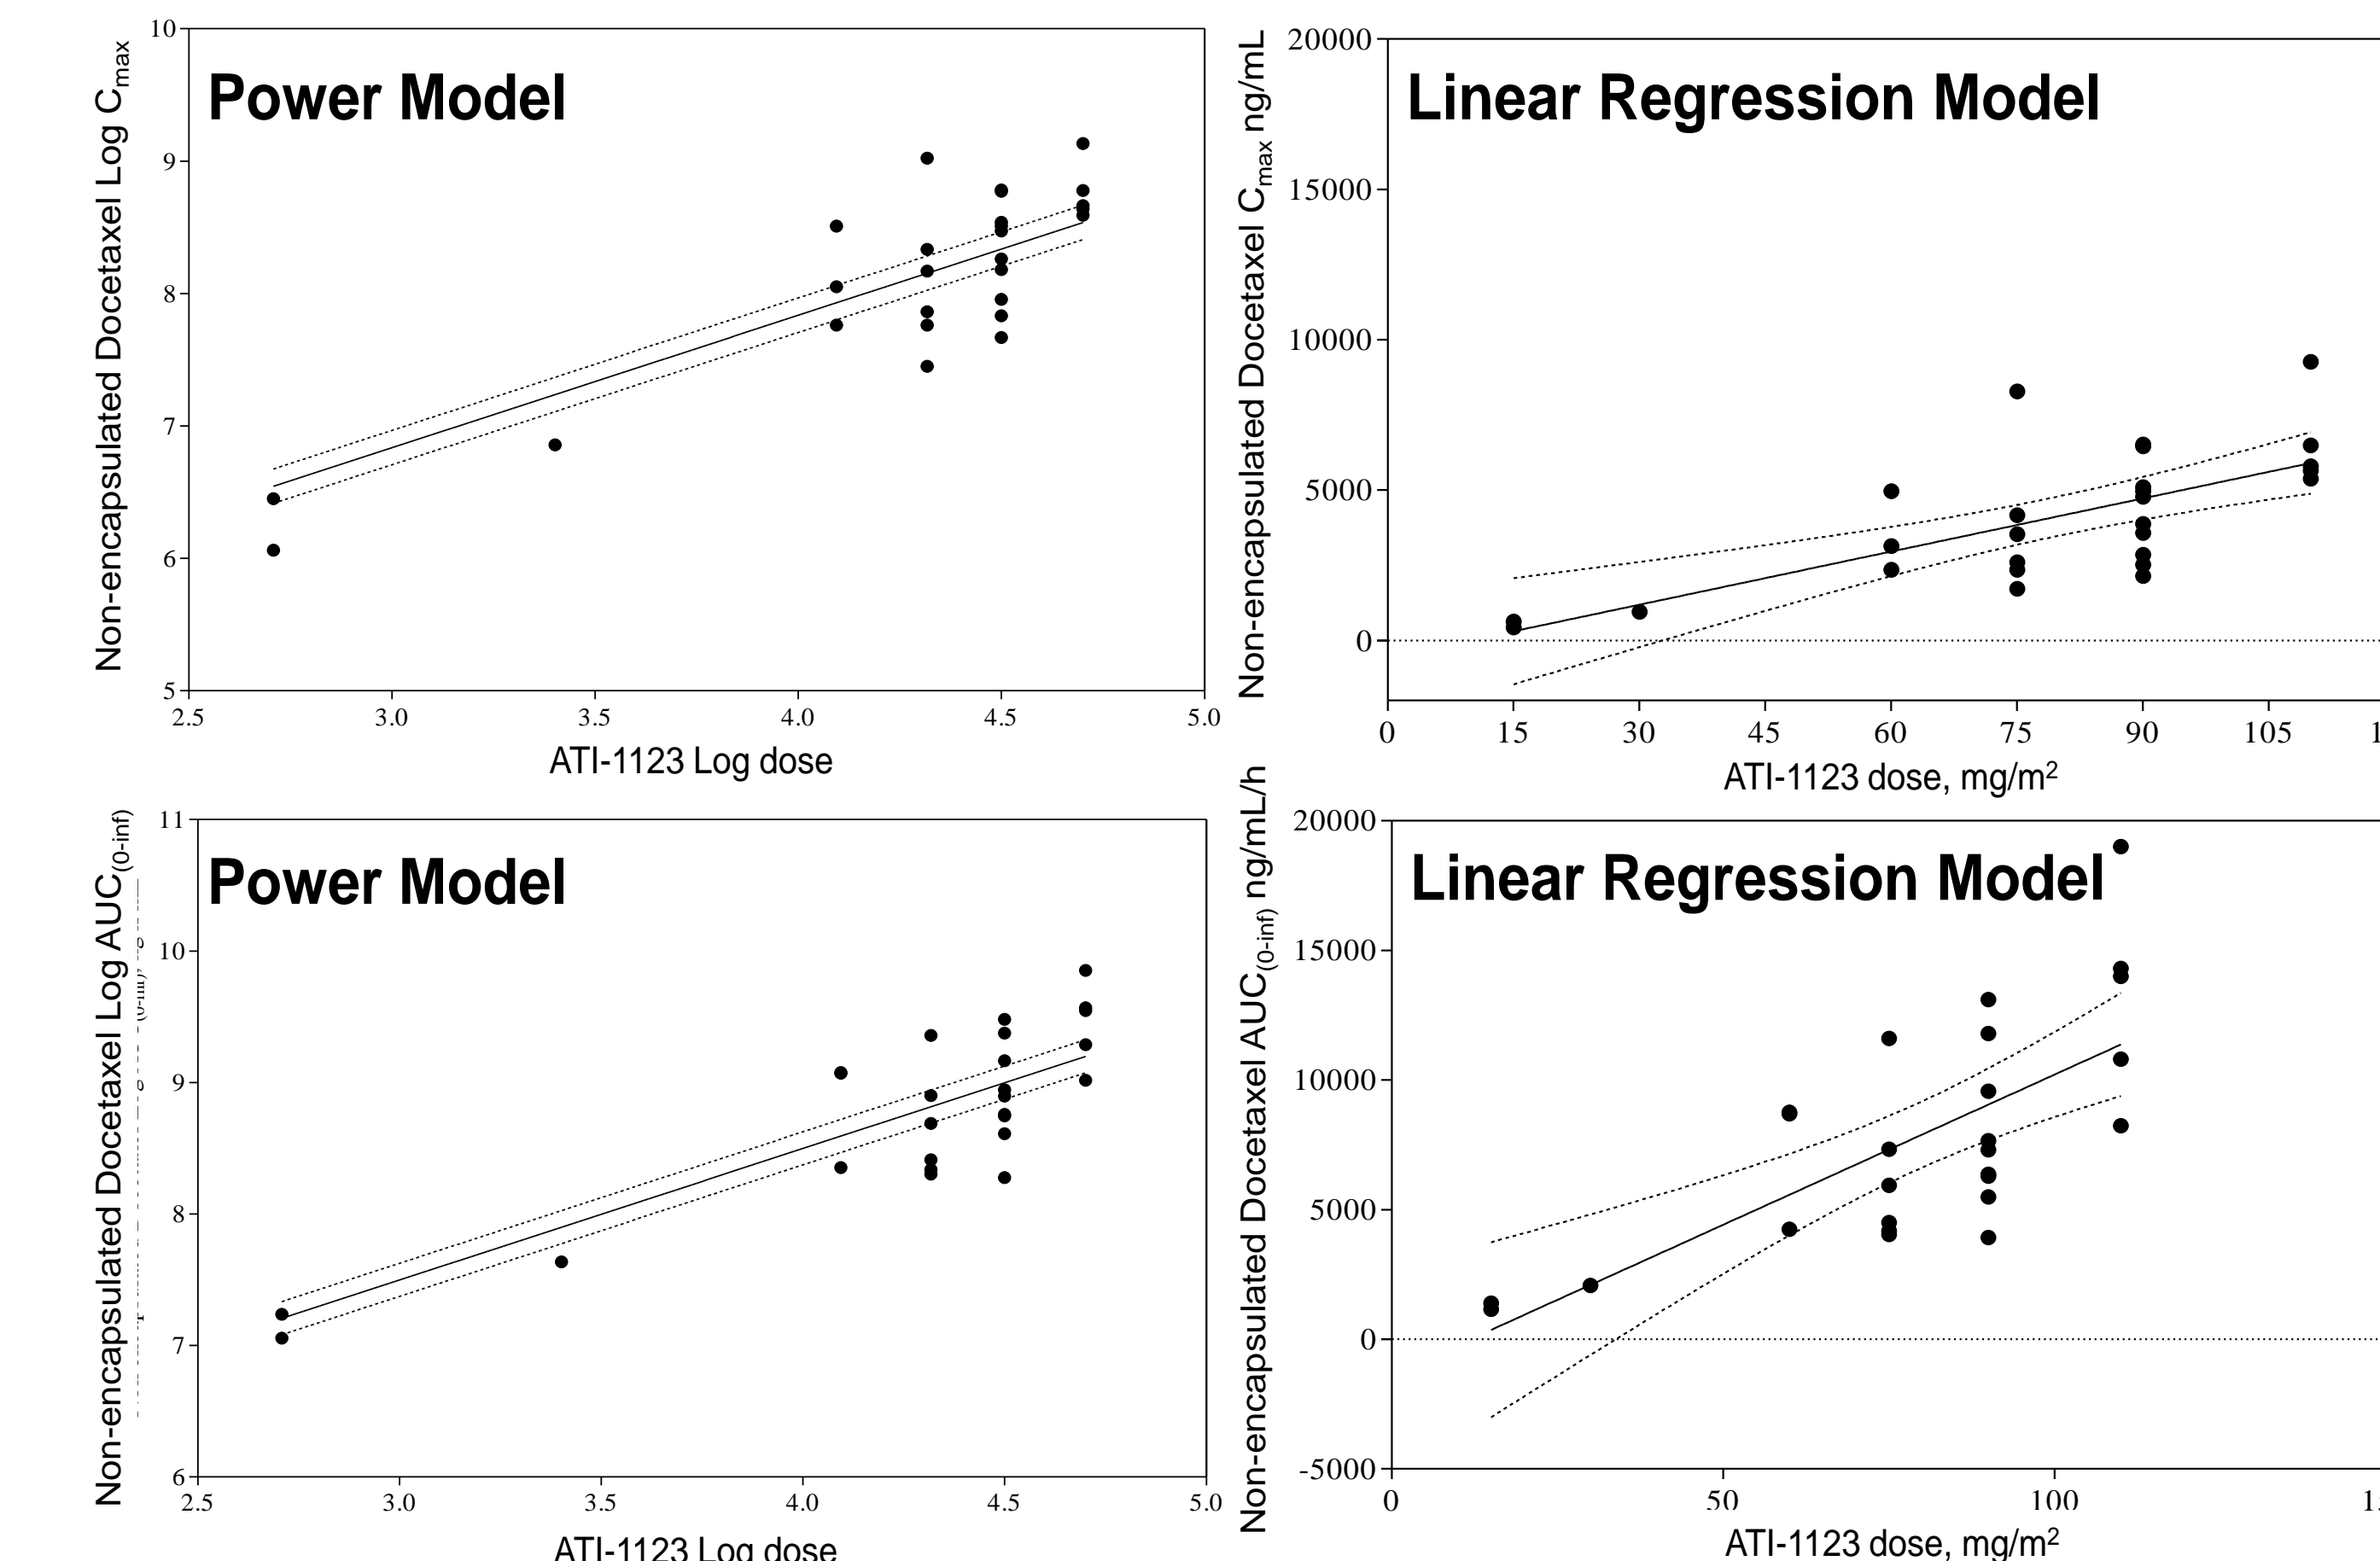 Power Model
Non-encapsulated Docetaxel Log Cmax
10
9
8
7
6
5
2.5 3.0 3.5 4.0 4.5 5.0
ATI-1123 Log dose
Linear Regression Model
Non-encapsulated Docetaxel Cmax ng/mL
20000
15000
10000
5000
0
0 15 30 45 60 75 90 105
ATI-1123 dose, mg/m²
Power Model
Non-encapsulated Docetaxel Log AUC(0-inf)
11
10
9
8
7
6
2.5 3.0 3.5 4.0 4.5 5.0
ATI-1123 Log dose
Linear Regression Model
Non-encapsulated Docetaxel AUC(0-inf) ng/mL/h
20000
15000
10000
5000
0
-5000
0 50 100
ATI-1123 dose, mg/m²